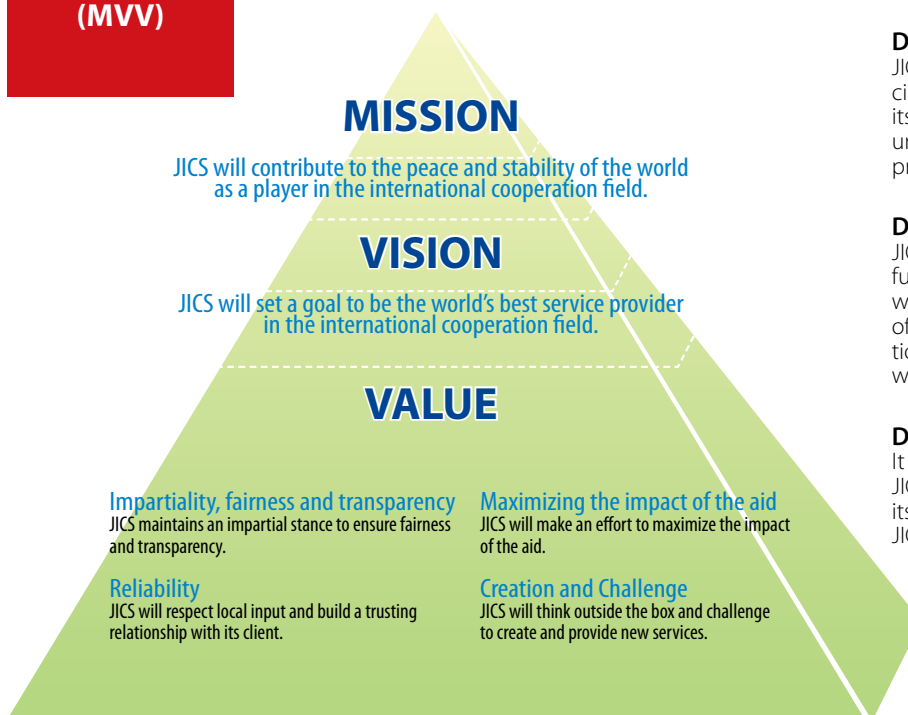 (MVV)
MISSION
JICS will contribute to the peace and stability of the world
as a player in the international cooperation field.
VISION
JICS will set a goal to be the world's best service provider
in the international cooperation field.
VALUE
Impartiality, fairness and transparency
JICS maintains an impartial stance to ensure fairness
and transparency.
Reliability
JICS will respect local input and build a trusting
relationship with its client.
Maximizing the impact of the aid
JICS will make an effort to maximize the impact
of the aid.
Creation and Challenge
JICS will think outside the box and challenge
to create and provide new services.
It